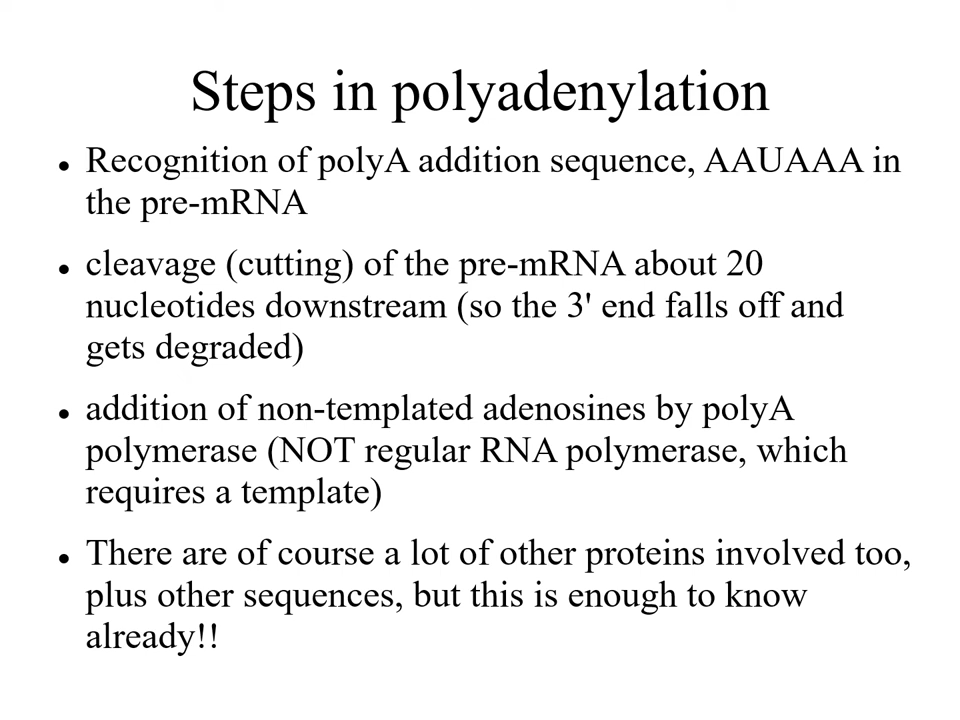 Steps in polyadenylation
● Recognition of polyA addition sequence, AAUAAA in
the pre-mRNA
● cleavage (cutting) of the pre-mRNA about 20
nucleotides downstream (so the 3' end falls off and
gets degraded)
● addition of non-templated adenosines by polyA
polymerase (NOT regular RNA polymerase, which
requires a template)
● There are of course a lot of other proteins involved too,
plus other sequences, but this is enough to know
already!!